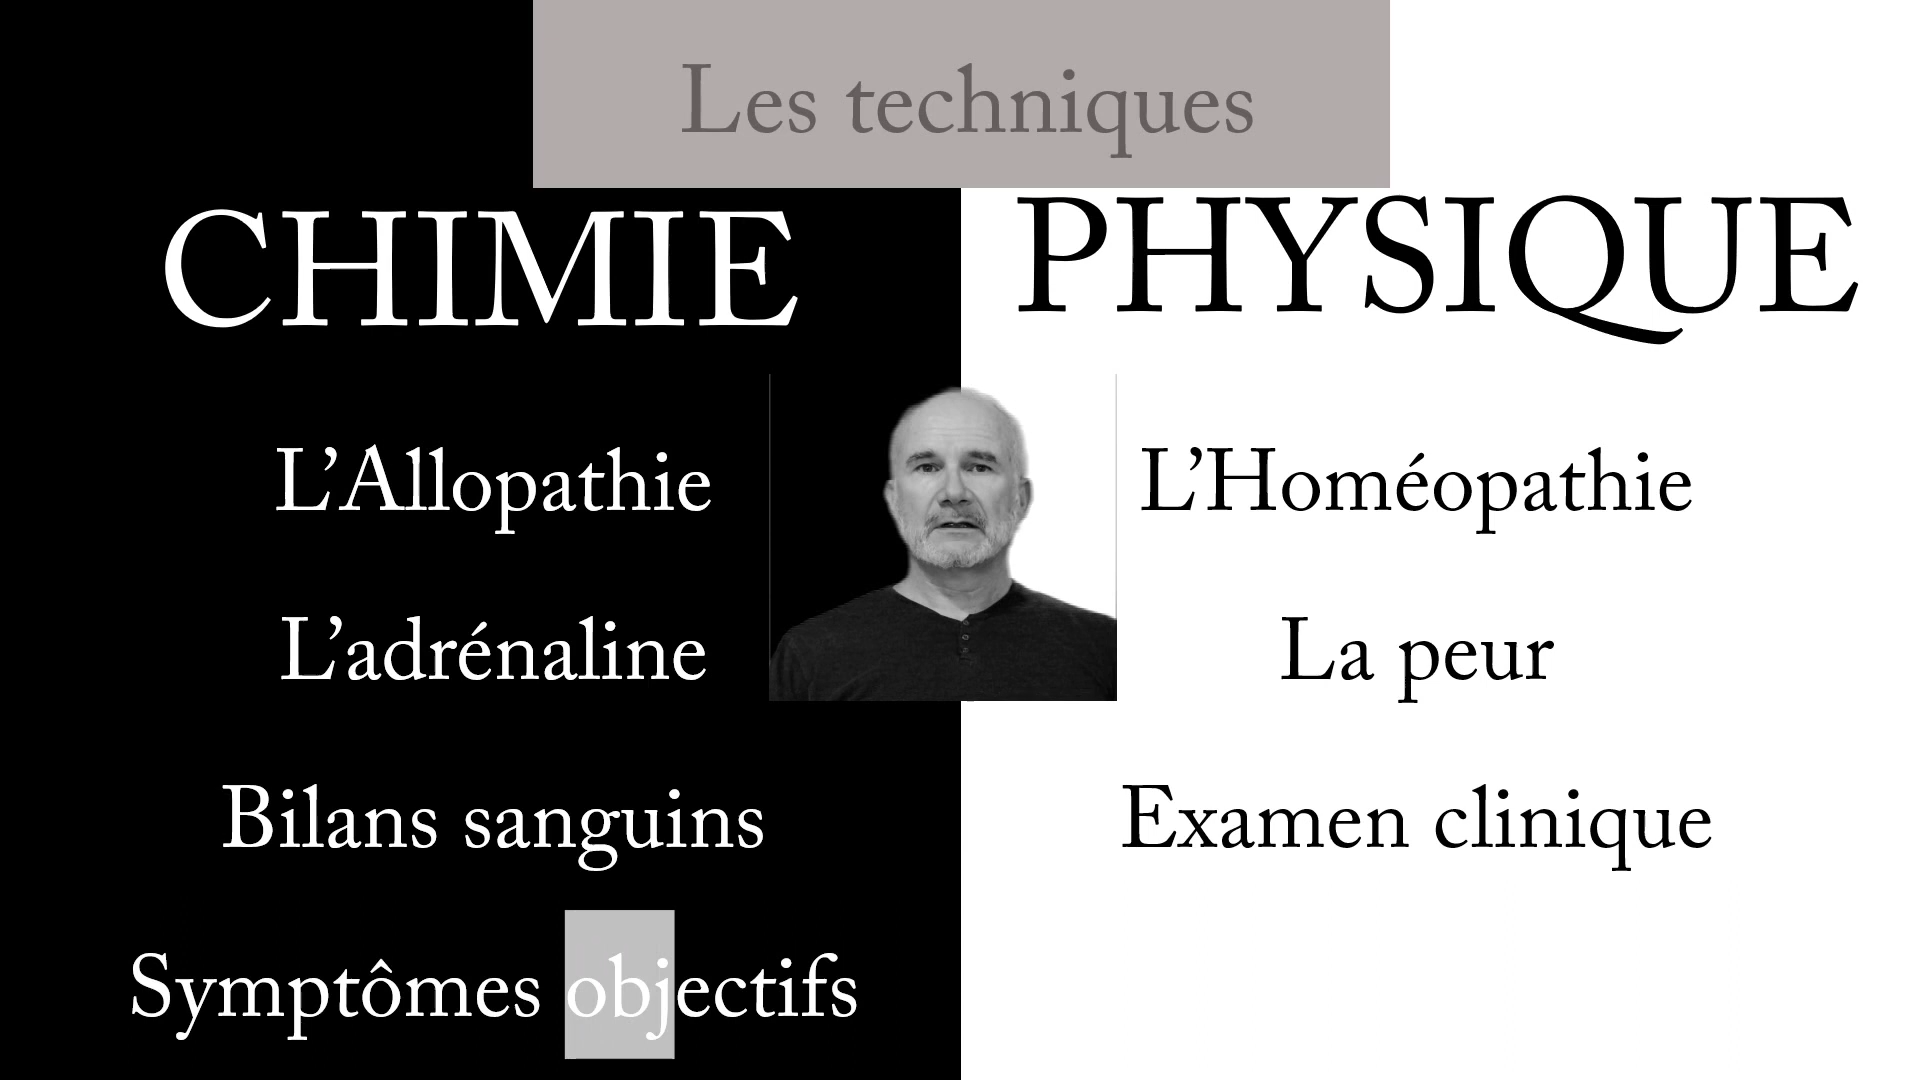 Les techniques
CHIMIE
L’Allopathie
L’adrénaline
Bilans sanguins
Symptômes objectifs
PHYSIQUE
L’Homéopathie
La peur
Examen clinique